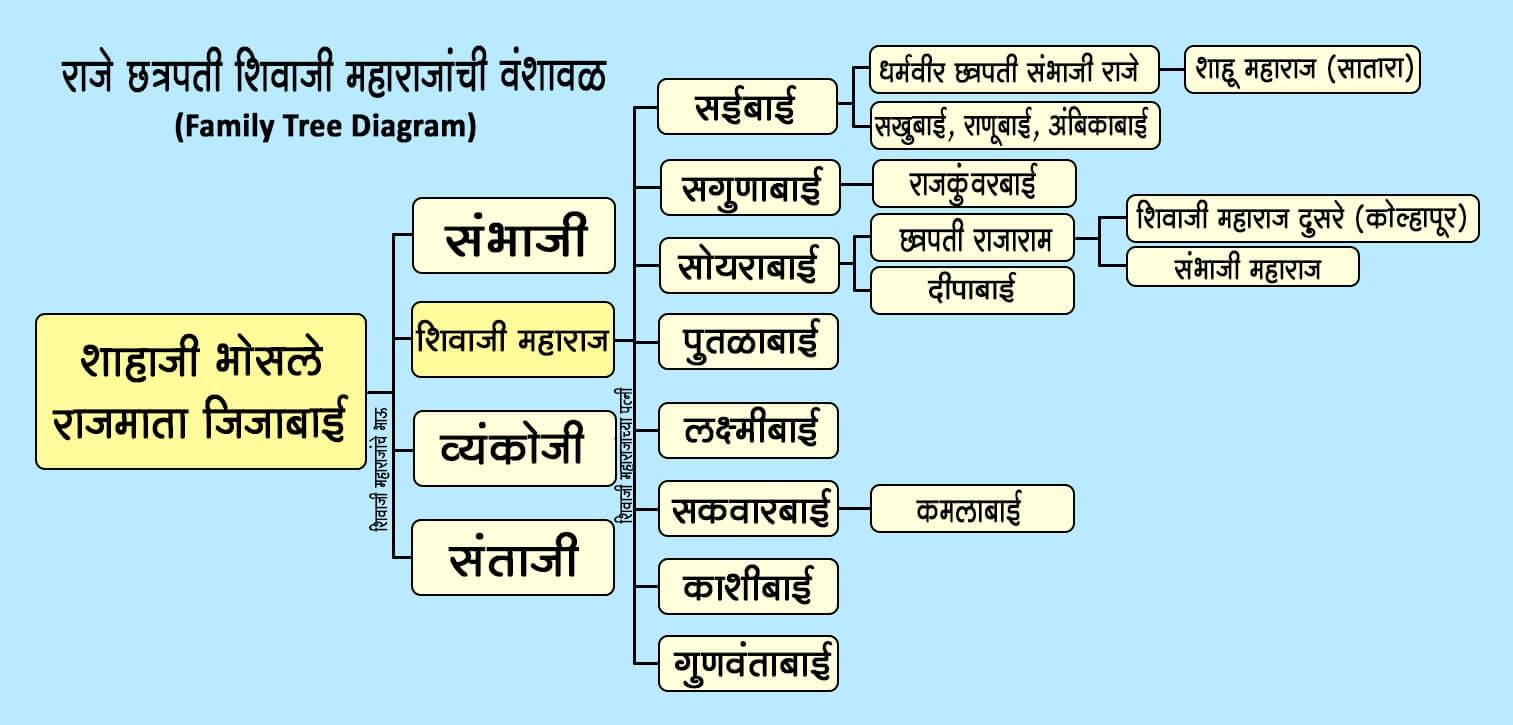 राजे छत्रपती शिवाजी महाराजांची वंशावळ
(Family Tree Diagram)
शाहाजी भोसले
राजमाता जिजाबाई
शिवाजी महाराजांचे भाऊ
संभाजी
शिवाजी महाराज
व्यंकोजी
संताजी
शिवाजी महाराजांच्या पत्नी
सईबाई
धर्मवीर छत्रपती संभाजी राजे
शाहू महाराज (सातारा)
सखुबाई, राणूबाई, अंबिकाबाई
सगुणाबाई
राजकुंवरबाई
सोयराबाई
छत्रपती राजाराम
शिवाजी महाराज दुसरे (कोल्हापूर)
संभाजी महाराज
दीपाबाई
पुतळाबाई
लक्ष्मीबाई
सकवारबाई
कमलाबाई
काशीबाई
गुणवंताबाई